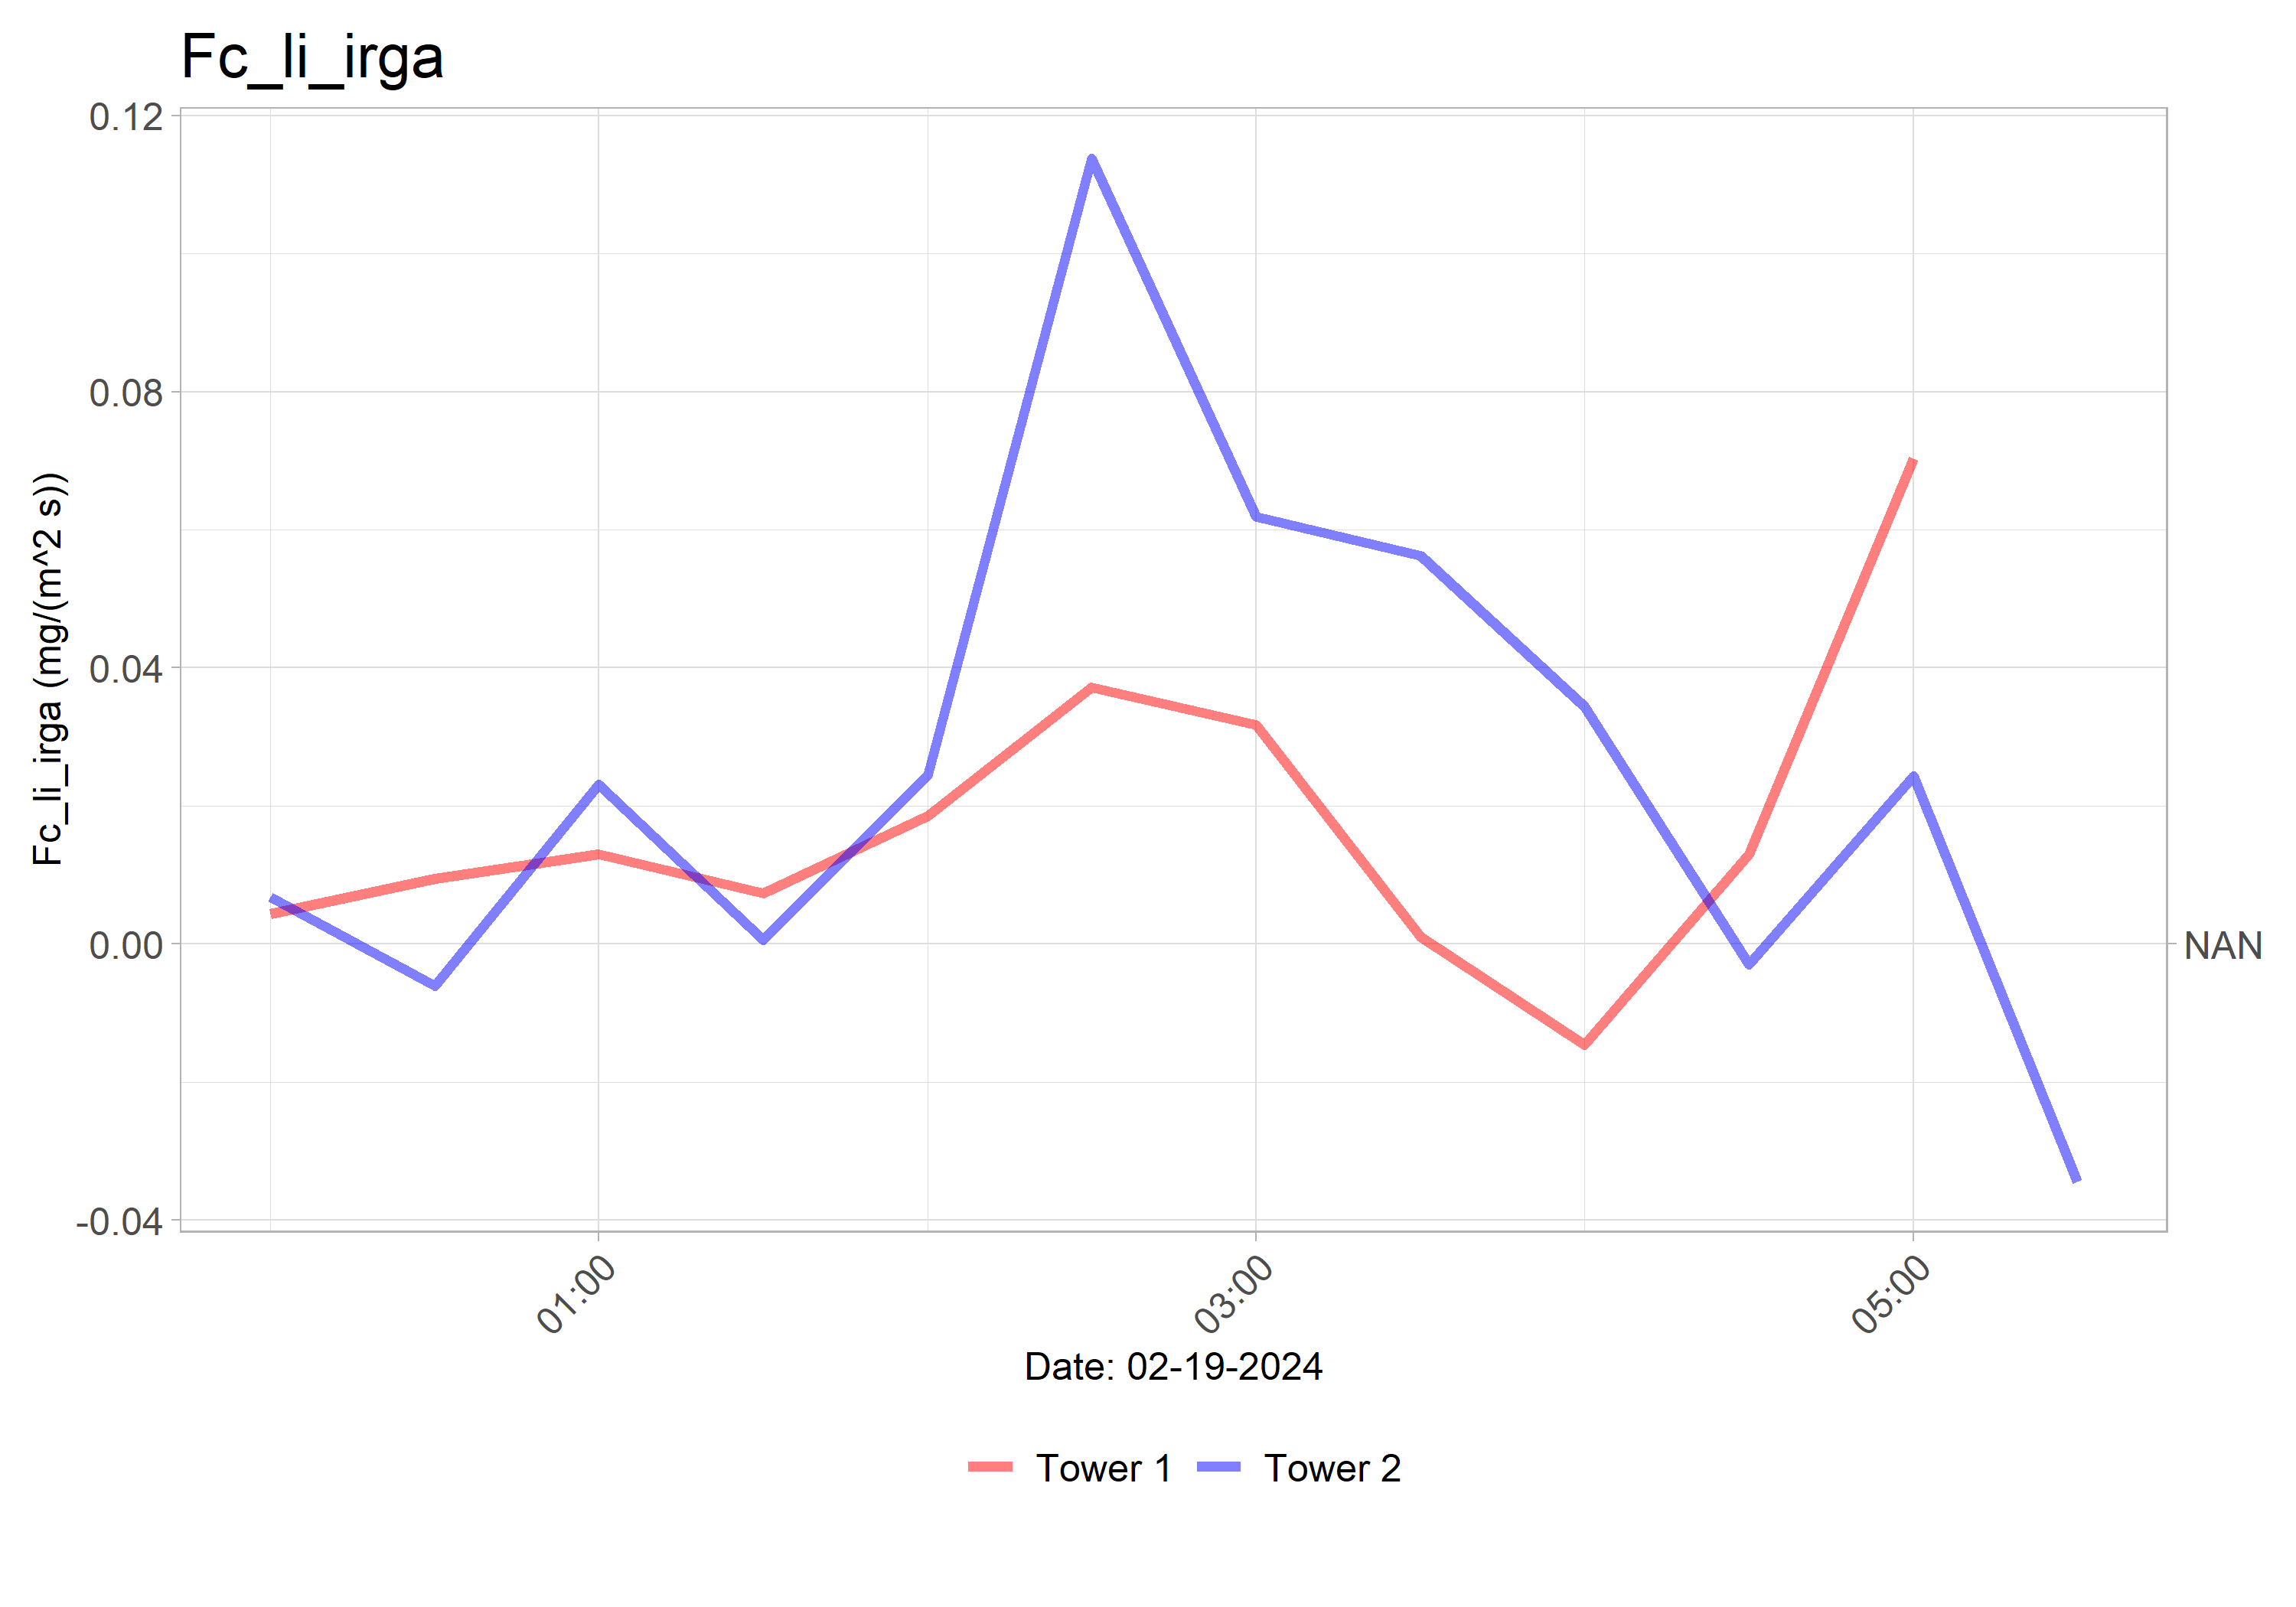 Fc_li_irga
0.12
0.08
0.04
0.00
-0.04
Fc_li_irga (mg/(m^2 s))
NAN
01:00
03:00
05:00
Date: 02-19-2024
Tower 1
Tower 2